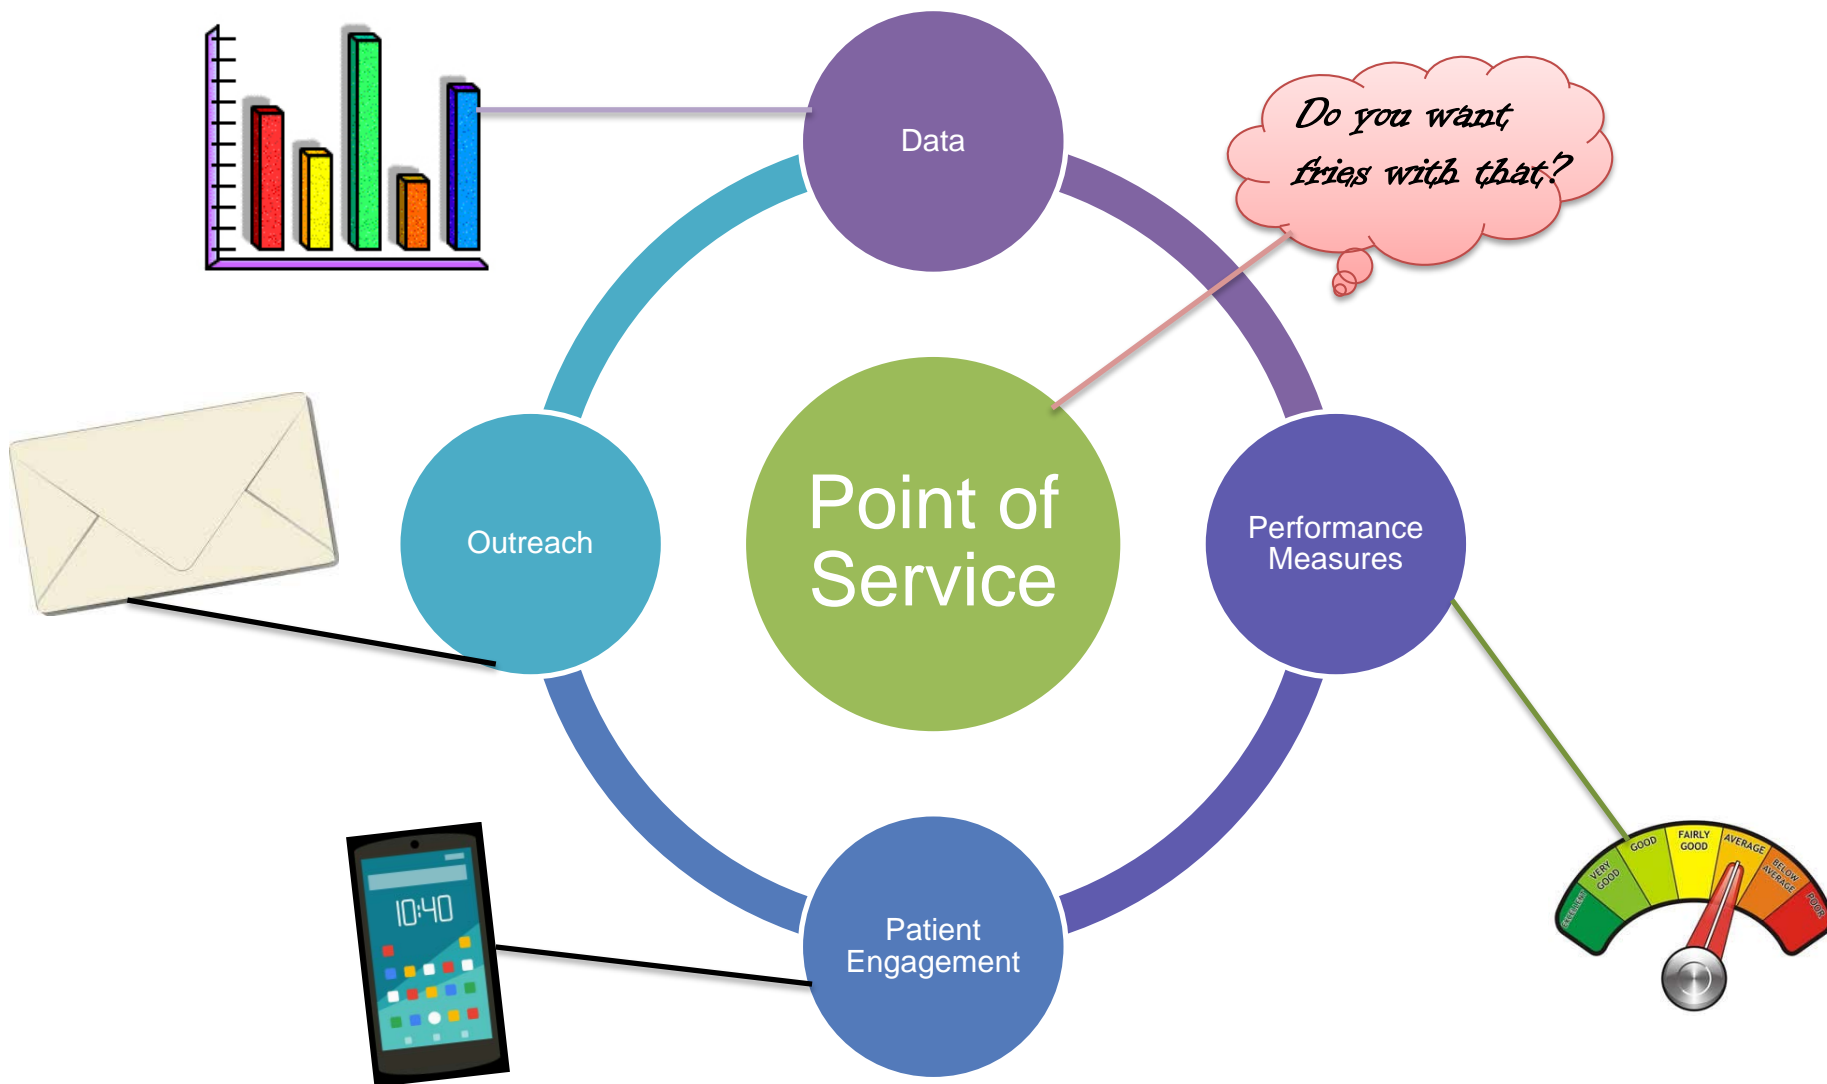 Data
Do you want
fries with that?
Outreach
Point of
Service
Performance
Measures
Patient
Engagement
10:40
EXCELLENT
VERY
GOOD
GOOD
FAIRLY
GOOD
AVERAGE
BELOW
AVERAGE
POOR